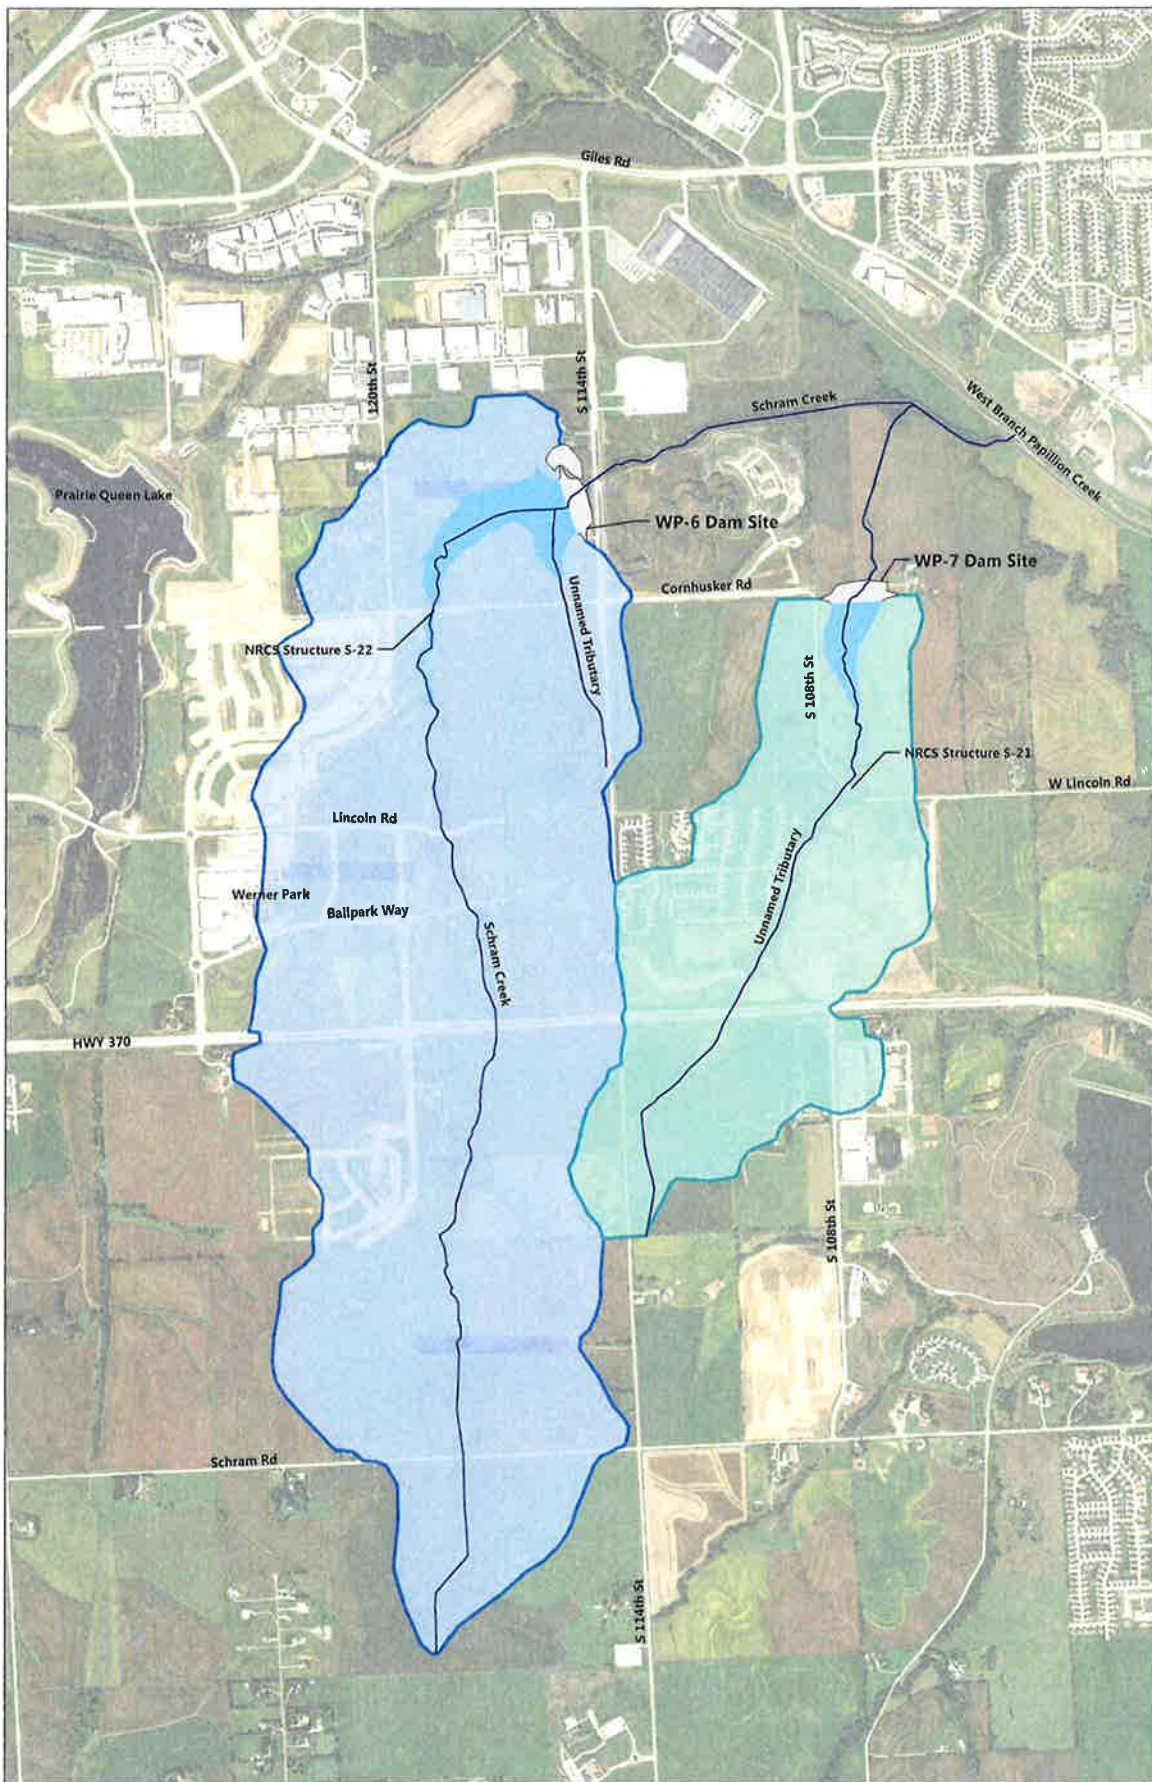 Giles Rd
120th St
S 114th St
Schram Creek
West Branch Papillion Creek
Prairie Queen Lake
WP-6 Dam Site
WP-7 Dam Site
Cornhusker Rd
Unnamed Tributary
NRCS Structure S-22
S 108th St
NRCS Structure S-21
W Lincoln Rd
Lincoln Rd
Unnamed Tributary
Werner Park
Ballpark Way
Schram Creek
HWY 370
S 108th St
Schram Rd
S 114th St